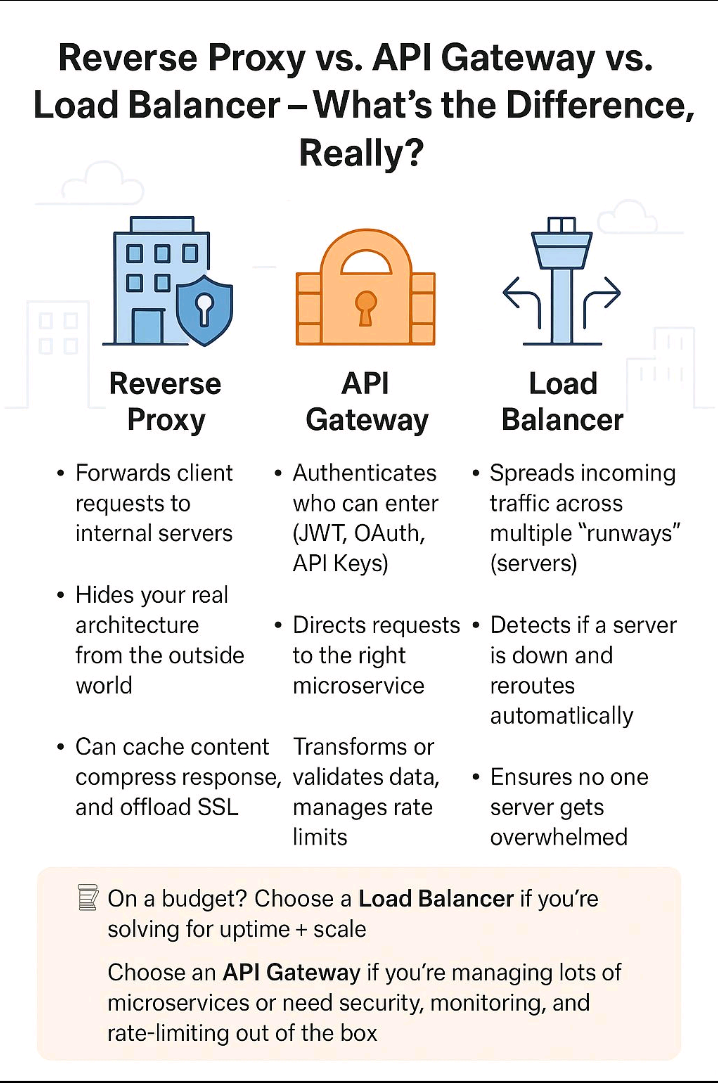 Reverse Proxy vs. API Gateway vs.
Load Balancer – What's the Difference,
Really?
Reverse
Proxy
• Forwards client
requests to
internal servers
• Hides your real
architecture
from the outside
world
• Can cache content
compress response,
and offload SSL
API
Gateway
• Authenticates
who can enter
(JWT, OAuth,
API Keys)
• Directs requests
to the right
microservice
Transforms or
validates data,
manages rate
limits
Load
Balancer
• Spreads incoming
traffic across
multiple “runways”
(servers)
• Detects if a server
is down and
reroutes
automatlically
• Ensures no one
server gets
overwhelmed
On a budget? Choose a Load Balancer if you're
solving for uptime + scale
Choose an API Gateway if you're managing lots of
microservices or need security, monitoring, and
rate-limiting out of the box